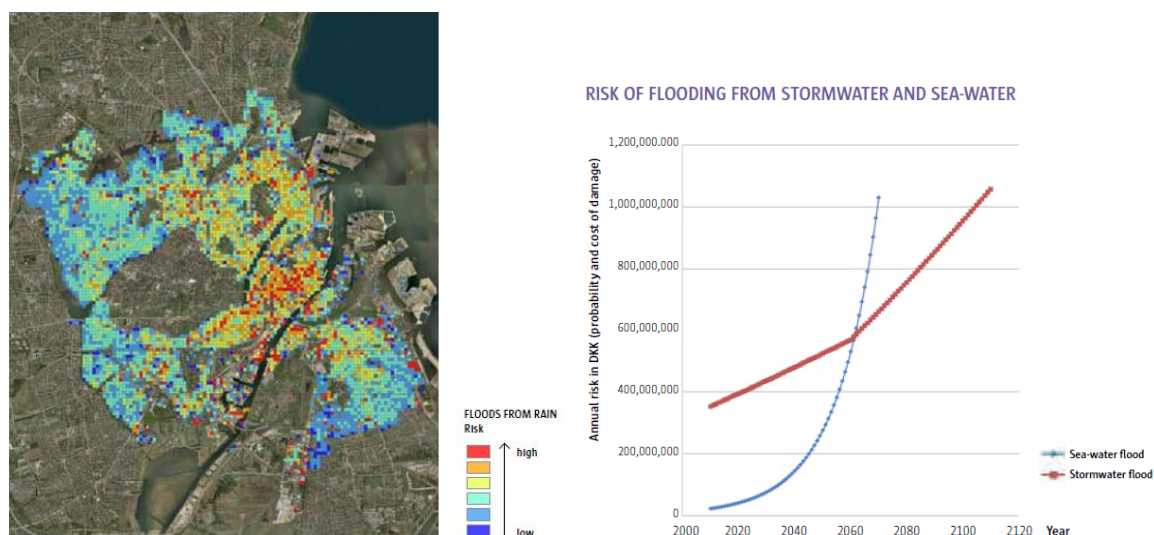 RISK OF FLOODING FROM STORMWATER AND SEA-WATER
Annual risk in DKK (probability and cost of damage)
1,200,000.000
1,000,000,000
800,000,000
600,000,000
400,000,000
200,000,000
0
2000 2020 2040 2060 2080 2100 2120 Year
Sea-water flood
Stormwater flood
FLOODS FROM RAIN
Risk
high
low